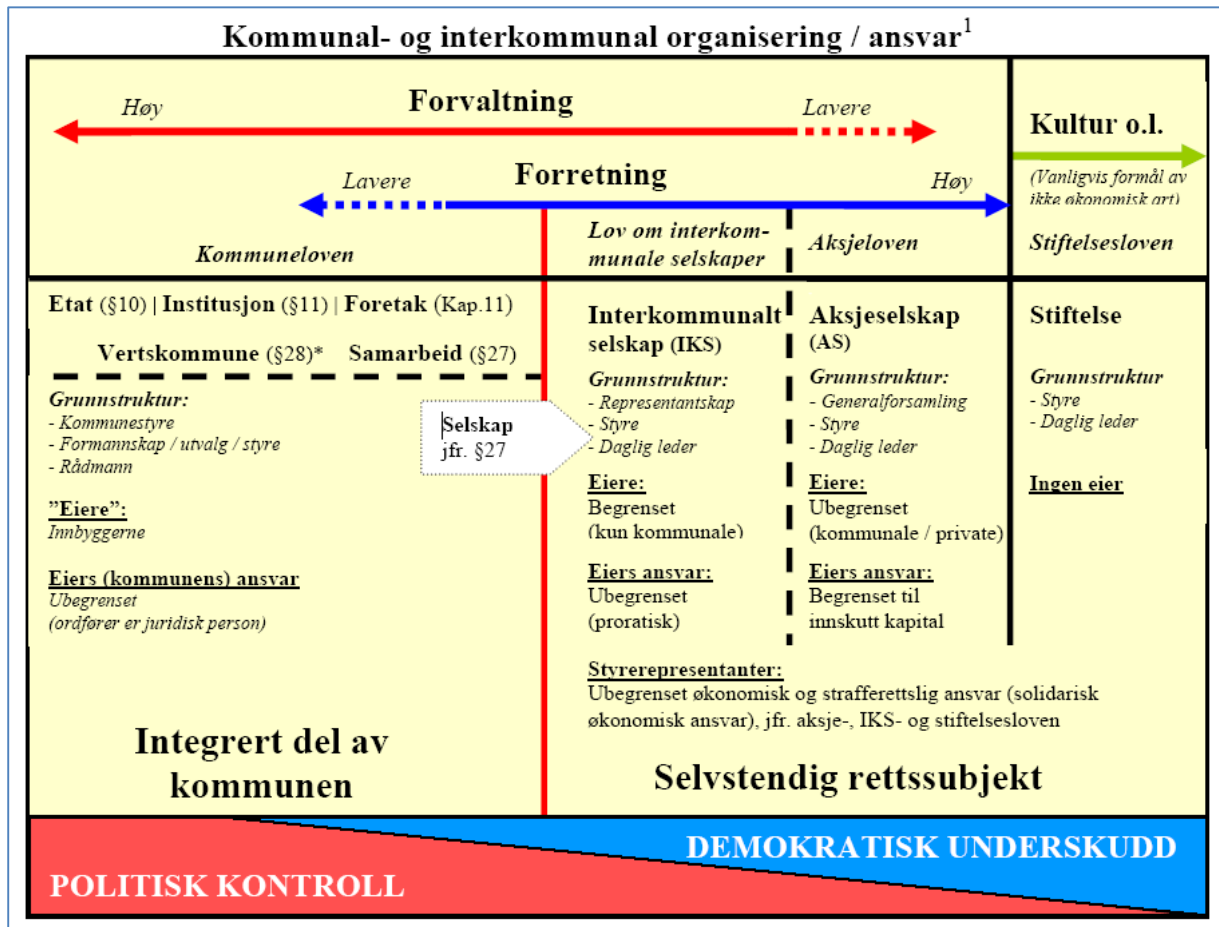 Kommunal- og interkommunal organisering / ansvar1
Høy
Forvaltning
Lavere
Kultur o.l.
Lavere
Forretning
Høy
(Vanligvis formål av
ikke økonomisk art)
Kommuneloven
Lov om interkom-
munale selskaper
Aksjeloven
Stiftelsesloven
Etat (§10) | Institusjon (§11) | Foretak (Kap.11)
Vertskommune (§28)* Samarbeid (§27)
Grunnstruktur:
- Kommunestyre
- Formannskap / utvalg / styre
- Rådmann
"Eiere":
Innbyggerne
Eiers (kommunens) ansvar
Ubegrenset
(ordfører er juridisk person)
Selskap
jfr. §27
Interkommunalt
selskap (IKS)
Grunnstruktur:
- Representantskap
- Styre
- Daglig leder
Eiere:
Begrenset
(kun kommunale)
Eiers ansvar:
Ubegrenset
(proratisk)
Aksjeselskap
(AS)
Grunnstruktur:
- Generalforsamling
- Styre
- Daglig leder
Eiere:
Ubegrenset
(kommunale / private)
Eiers ansvar:
Begrenset til
innskutt kapital
Stiftelse
Grunnstruktur
- Styre
- Daglig leder
Ingen eier
Styrerepresentanter:
Ubegrenset økonomisk og strafferettslig ansvar (solidarisk
økonomisk ansvar), jfr. aksje-, IKS- og stiftelsesloven
Integrert del av
kommunen
Selvstendig rettssubjekt
DEMOKRATISK UNDERSKUDD
POLITISK KONTROLL